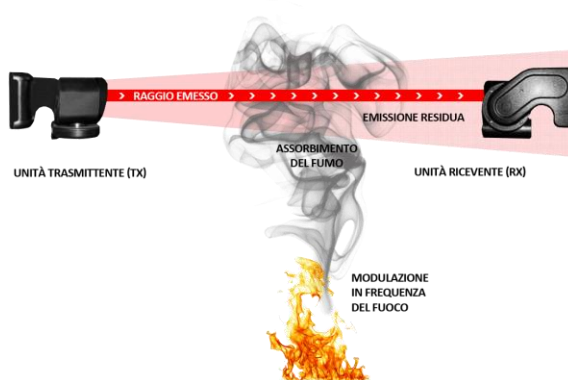 RAGGIO EMESSO
EMISSIONE RESIDUA
ASSORBIMENTO
DEL FUMO
UNITÀ TRASMITTENTE (TX)
UNITÀ RICEVENTE (RX)
MODULAZIONE
IN FREQUENZA
DEL FUOCO